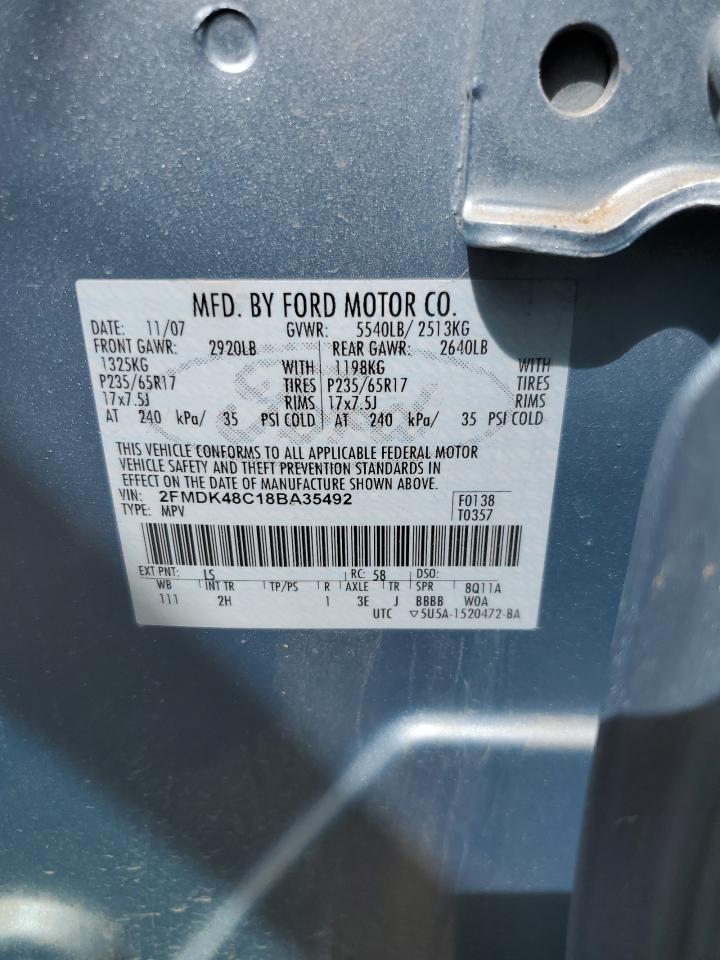 MFD. BY FORD MOTOR CO.
DATE: 11/07 GVWR: 5540LB/ 2513KG
FRONT GAWR: 2920LB REAR GAWR: 2640LB
1325KG WITH 1198KG WITH
P235/65R17 TIRES P235/65R17 TIRES
17x7.5J RIMS 17x7.5J RIMS
AT 240 kPa/ 35 PSI COLD AT 240 kPa/ 35 PSI COLD
THIS VEHICLE CONFORMS TO ALL APPLICABLE FEDERAL MOTOR
VEHICLE SAFETY AND THEFT PREVENTION STANDARDS IN
EFFECT ON THE DATE OF MANUFACTURE SHOWN ABOVE.
VIN: 2FMDK48C18BA35492 F0138
TYPE: MPV T0357
EXT PNT: LS RC: 58 DSO:
WB INT TR TP/PS R AXLE TR SPR 8Q11A
111 2H 1 3E J BBBB W0A
UTC ▽5U5A-1520472-BA